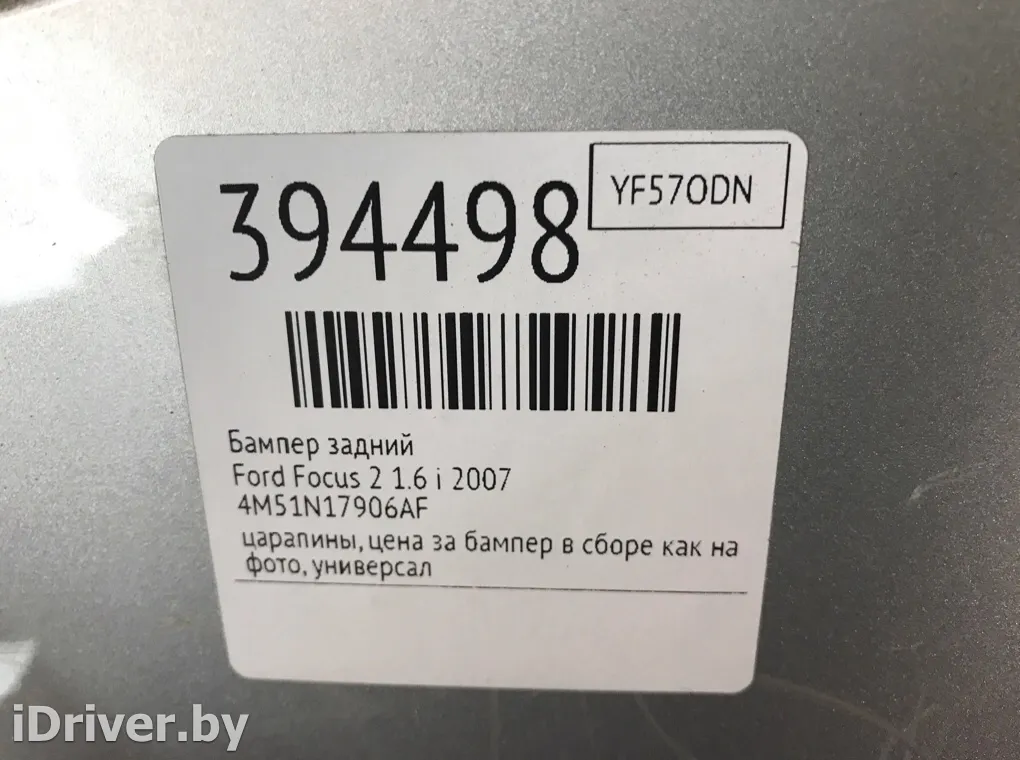 394498
YF57ODN
Бампер задний
Ford Focus 2 1.6 i 2007
4M51N17906AF
царапины, цена за бампер в сборе как на
фото, универсал
iDriver.by